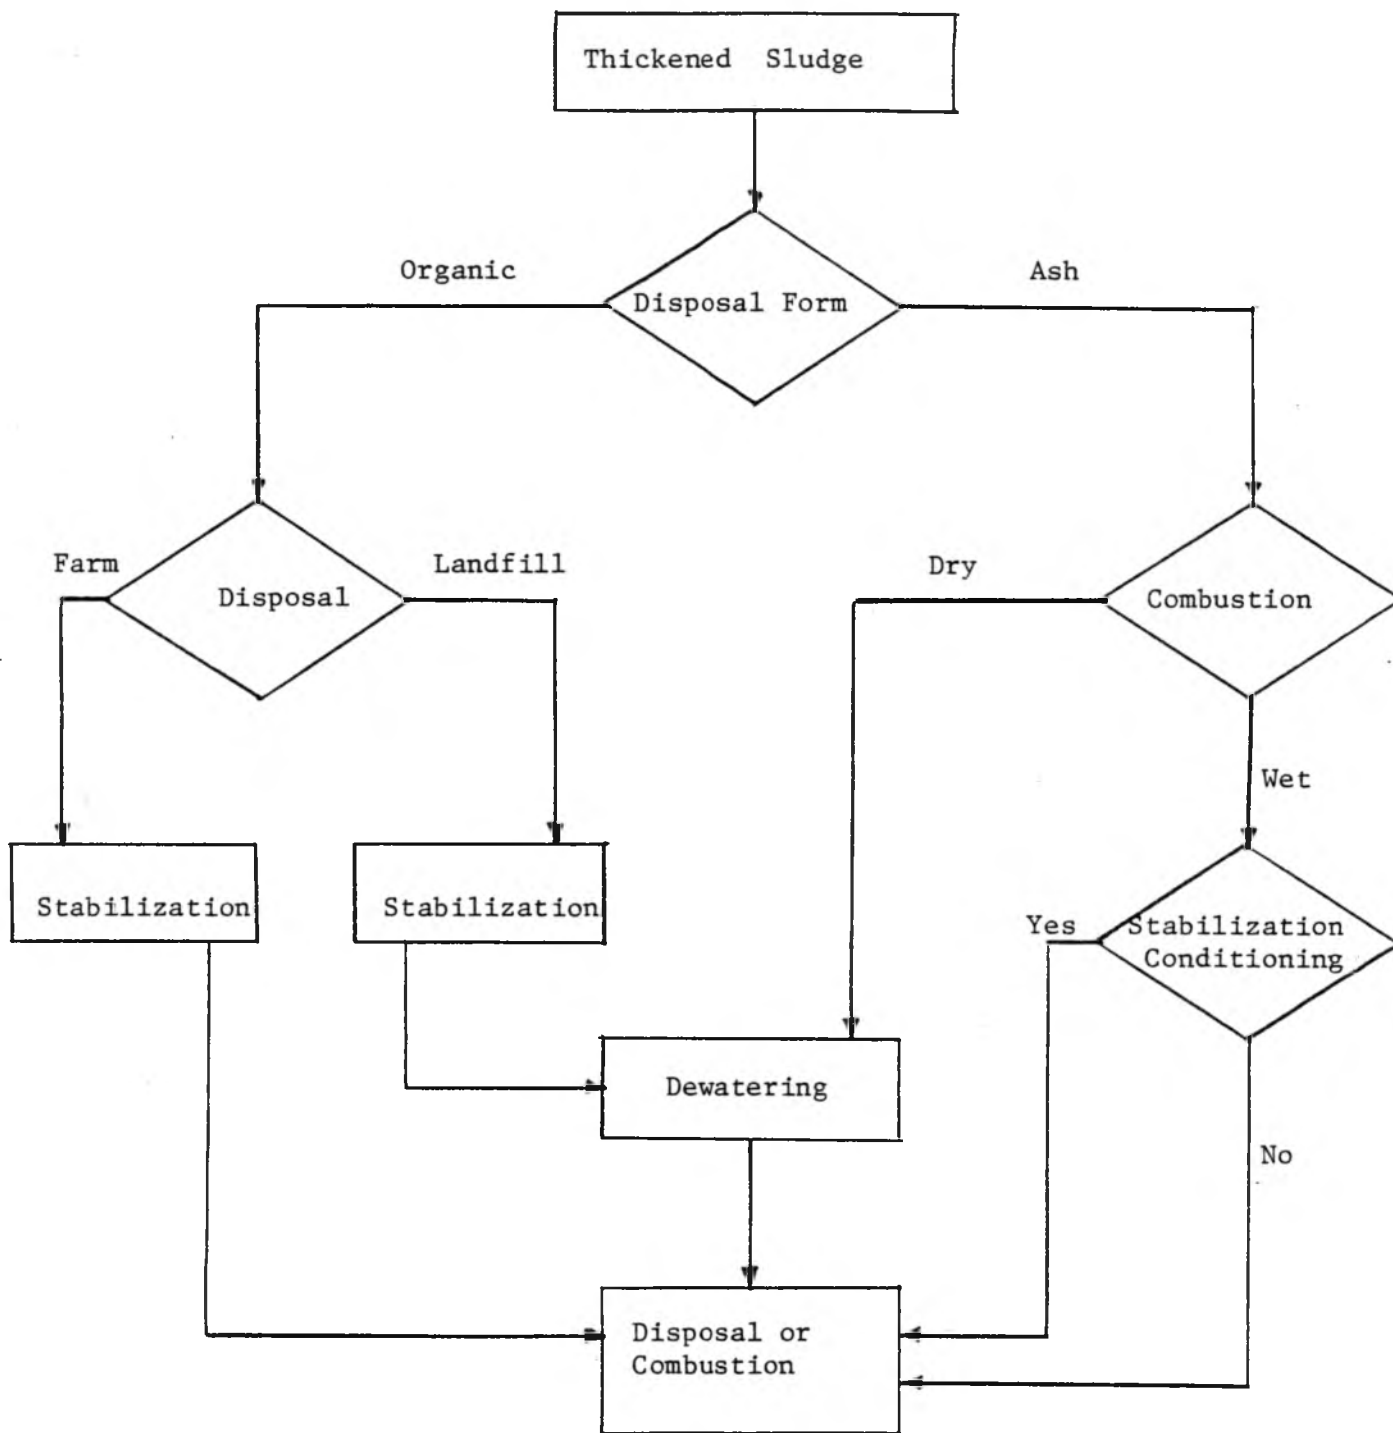 Thickened Sludge
Organic
Ash
Disposal Form
Farm
Landfill
Dry
Disposal
Combustion
Wet
Stabilization
Stabilization
Yes
Stabilization
Conditioning
Dewatering
No
Disposal or
Combustion